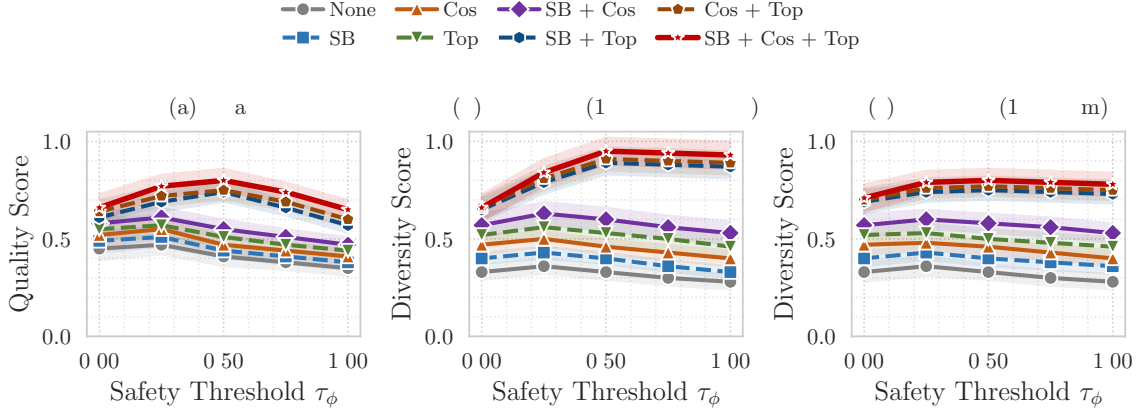 None Cos SB + Cos Cos + Top
SB Top SB + Top SB + Cos + Top
(a) a
( ) (1 )
( ) (1 m)
Quality Score
1.0
0.5
0.0
0 00 0 50 1 00
Safety Threshold τϕ
Diversity Score
1.0
0.5
0.0
0 00 0 50 1 00
Safety Threshold τϕ
Diversity Score
1.0
0.5
0.0
0 00 0 50 1 00
Safety Threshold τϕ